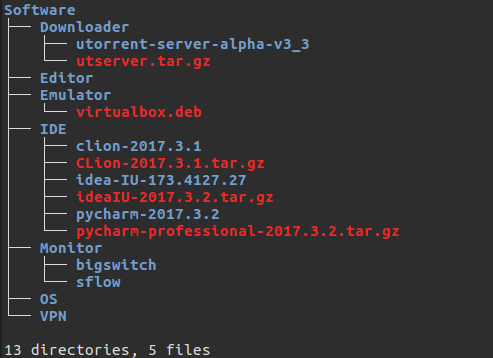 Software
├── Downloader
│   ├── utorrent-server-alpha-v3_3
│   └── utserver.tar.gz
├── Editor
├── Emulator
│   └── virtualbox.deb
├── IDE
│   ├── clion-2017.3.1
│   ├── CLion-2017.3.1.tar.gz
│   ├── idea-IU-173.4127.27
│   ├── ideaIU-2017.3.2.tar.gz
│   ├── pycharm-2017.3.2
│   └── pycharm-professional-2017.3.2.tar.gz
├── Monitor
│   ├── bigswitch
│   └── sflow
├── OS
└── VPN

13 directories, 5 files